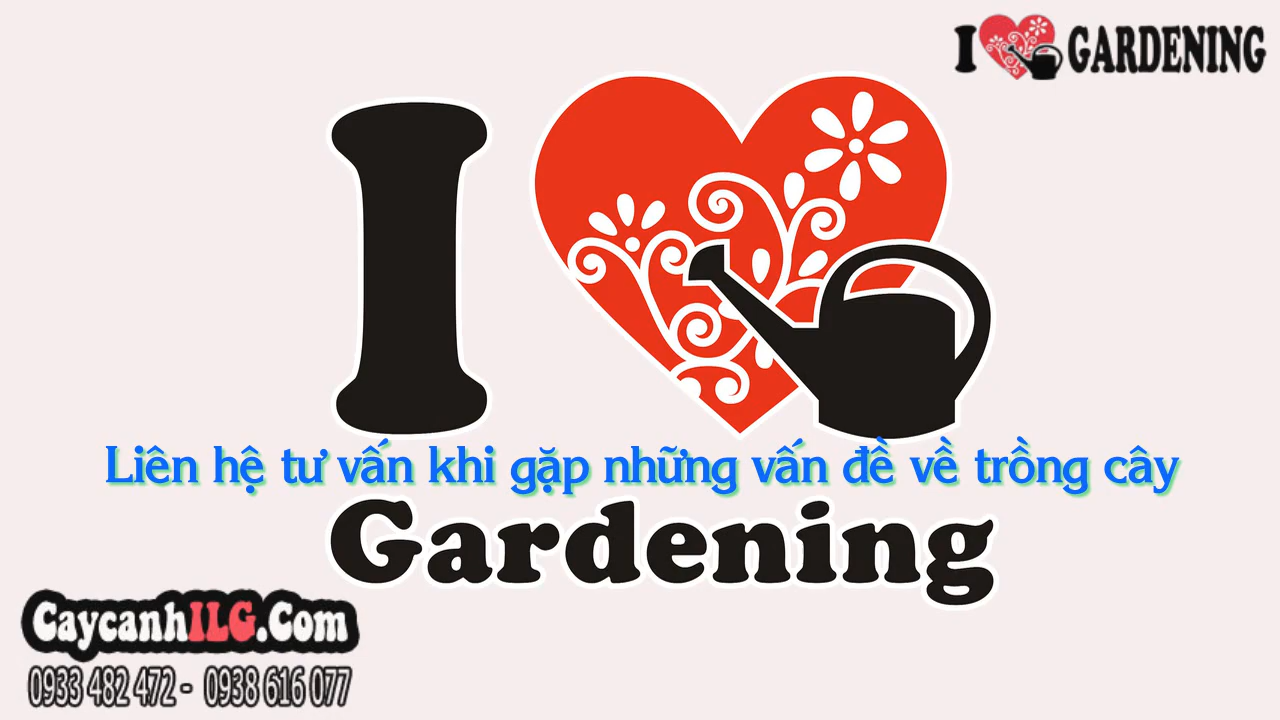 I GARDENING
I
Liên hệ tư vấn khi gặp những vấn đề về trồng cây
Gardening
CaycanhILG.Com
0933 482 472 - 0938 616 077